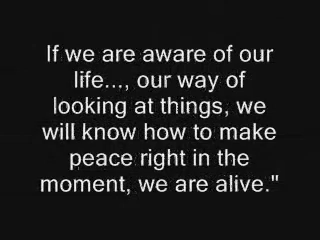 If we are aware of our
life..., our way of
looking at things, we
will know how to make
peace right in the
moment, we are alive."